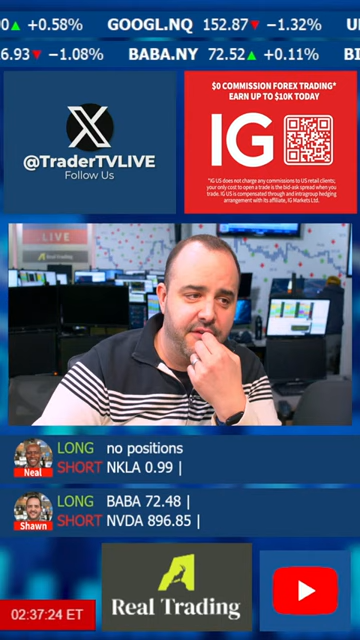 0▲ +0.58% GOOGL.NQ 152.87▼ −1.32%
6.93▼ −1.08% BABA.NY 72.52▲ +0.11%
X
@TraderTVLIVE
Follow Us
$0 COMMISSION FOREX TRADING*
EARN UP TO $10K TODAY
IG
*IG US does not charge any commissions to US retail clients;
your only cost to open a trade is the bid-ask spread when you
trade. IG US is compensated through and intragroup hedging
arrangement with its affiliate, IG Markets Ltd.
LIVE
Real Trading
Neal
LONG no positions
SHORT NKLA 0.99 |
Shawn
LONG BABA 72.48 |
SHORT NVDA 896.85 |
Real Trading
02:37:24 ET